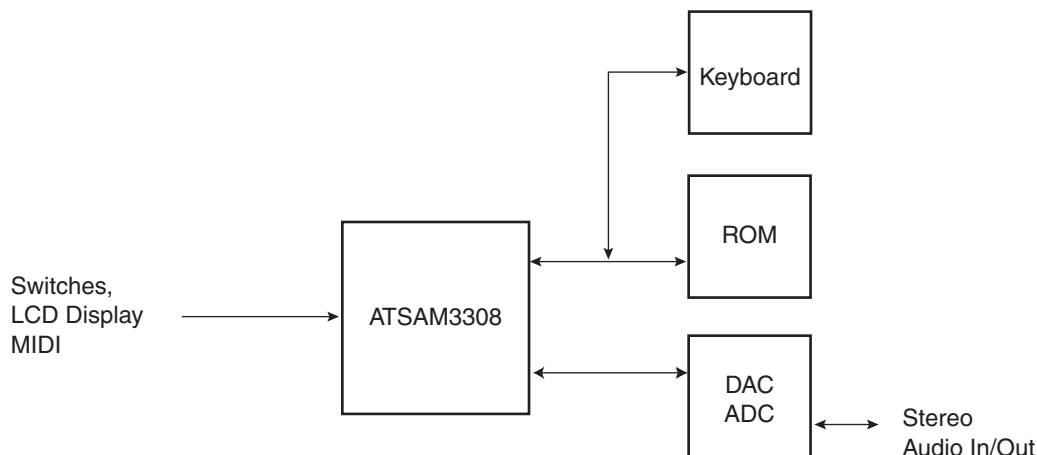 Keyboard
ROM
Switches,
LCD Display
MIDI
ATSAM3308
DAC
ADC
Stereo
Audio In/Out